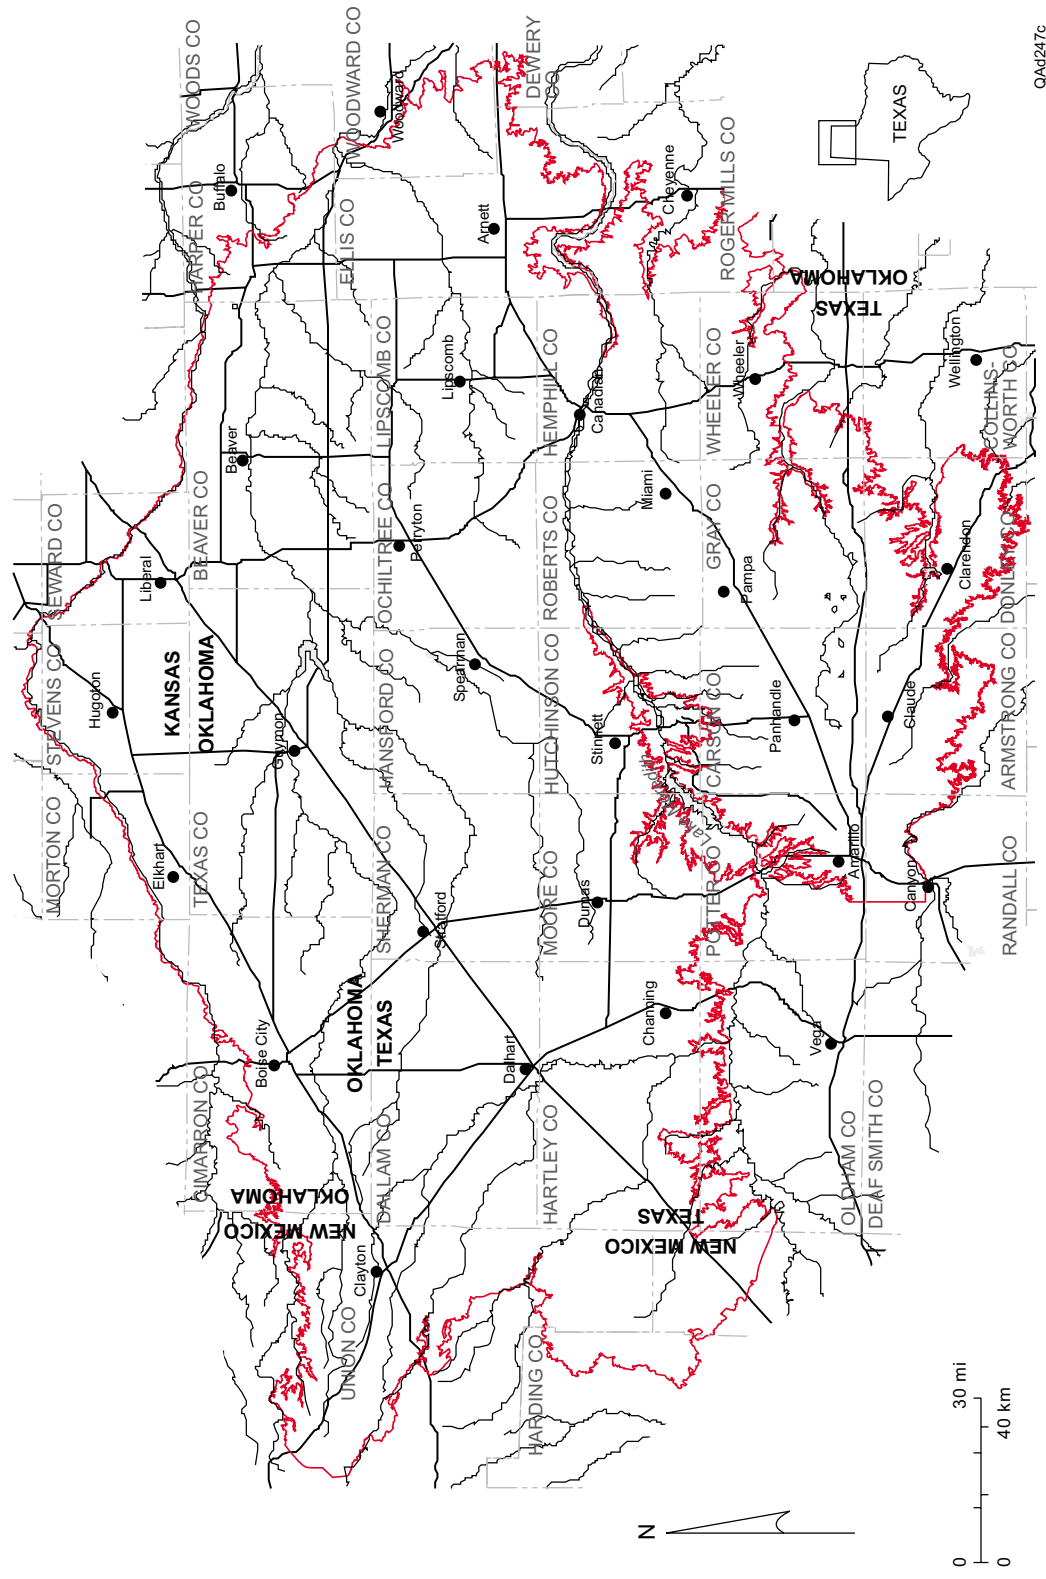 MORTON CO
STEVENS CO
SEWARD CO
Hugoton
Liberal
Elkhart
KANSAS
OKLAHOMA
CIMARRON CO
TEXAS CO
BEAVER CO
HARPER CO
WOODS CO
Boise City
Guymon
Beaver
Buffalo
NEW MEXICO
OKLAHOMA
UNION CO
Clayton
OKLAHOMA
TEXAS
ELLIS CO
WOODWARD CO
Woodward
DALLAM CO
SHERMAN CO
HANSFORD CO
OCHILTREE CO
LIPSCOMB CO
Stratford
Perryton
Spearman
Lipscomb
Arnett
DEWERY
CO
Dalhart
HARDING CO
HARTLEY CO
MOORE CO
HUTCHINSON CO
ROBERTS CO
HEMPHILL CO
Dumas
Stinnett
Canadian
Channing
Miami
Cheyenne
Lake Meredith
NEW MEXICO
TEXAS
POTTER CO
CARSON CO
GRAY CO
WHEELER CO
ROGER MILLS CO
Pampa
Wheeler
Panhandle
TEXAS
OKLAHOMA
Vega
Amarillo
OLDHAM CO
DEAF SMITH CO
Canyon
Claude
Clarendon
Wellington
RANDALL CO
ARMSTRONG CO
DONLEY CO
COLLINS-
WORTH CO
TEXAS
N
0
30 mi
0
40 km
QAd247c